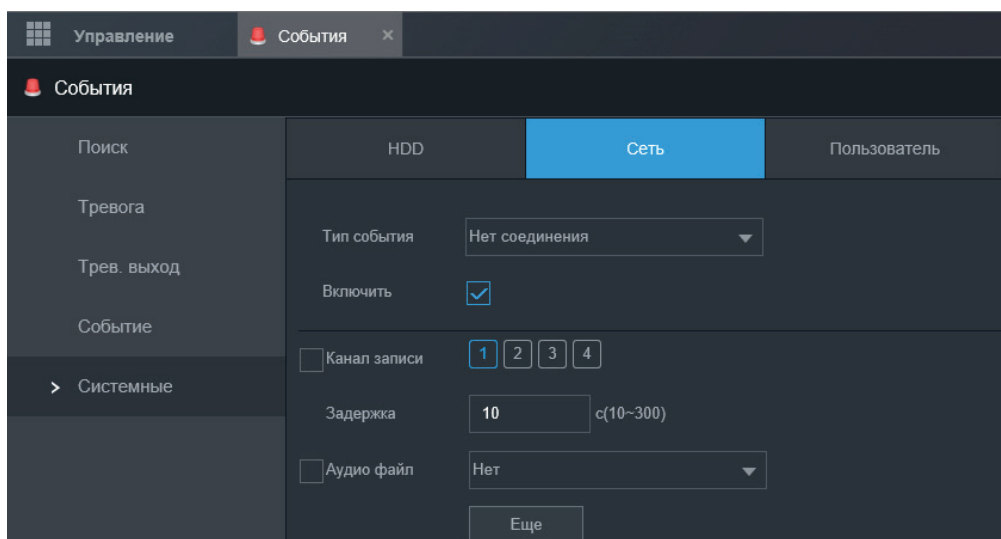 Управление
События ×
События
Поиск
Тревога
Трев. выход
Событие
> Системные
HDD Сеть Пользователь
Тип события Нет соединения
Включить
Канал записи 1 2 3 4
Задержка 10 с(10~300)
Аудио файл Нет
Еще